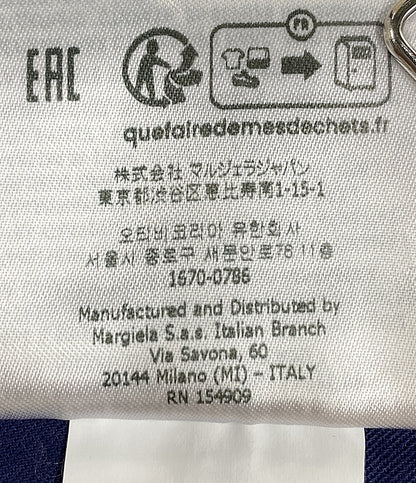 EAC
FR
quefairedemesdechets.fr
株式会社 マルジェラジャパン
東京都渋谷区恵比寿南1-15-1
오티비코리아 유한회사
서울시 종로구 새문안로76 11층
1670-0786
Manufactured and Distributed by
Margiela S.a.s. Italian Branch
Via Savona, 60
20144 Milano (MI) – ITALY
RN 154909